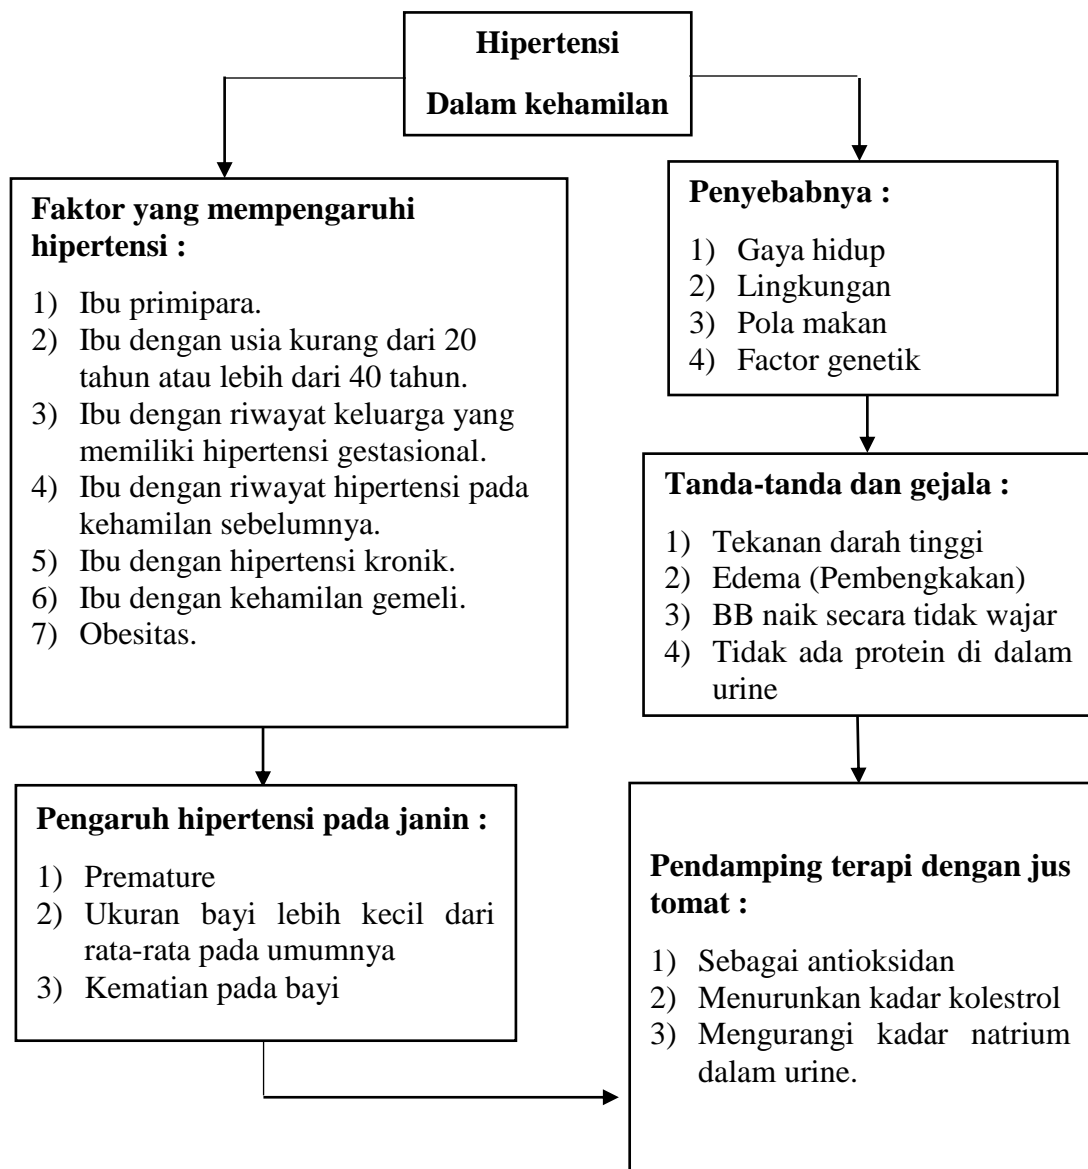 Hipertensi
Dalam kehamilan
Faktor yang mempengaruhi
hipertensi :
1) Ibu primipara.
2) Ibu dengan usia kurang dari 20
tahun atau lebih dari 40 tahun.
3) Ibu dengan riwayat keluarga yang
memiliki hipertensi gestasional.
4) Ibu dengan riwayat hipertensi pada
kehamilan sebelumnya.
5) Ibu dengan hipertensi kronik.
6) Ibu dengan kehamilan gemeli.
7) Obesitas.
Pengaruh hipertensi pada janin :
1) Premature
2) Ukuran bayi lebih kecil dari
rata-rata pada umumnya
3) Kematian pada bayi
Penyebabnya :
1) Gaya hidup
2) Lingkungan
3) Pola makan
4) Factor genetik
Tanda-tanda dan gejala :
1) Tekanan darah tinggi
2) Edema (Pembengkakan)
3) BB naik secara tidak wajar
4) Tidak ada protein di dalam
urine
Pendamping terapi dengan jus
tomat :
1) Sebagai antioksidan
2) Menurunkan kadar kolestrol
3) Mengurangi kadar natrium
dalam urine.